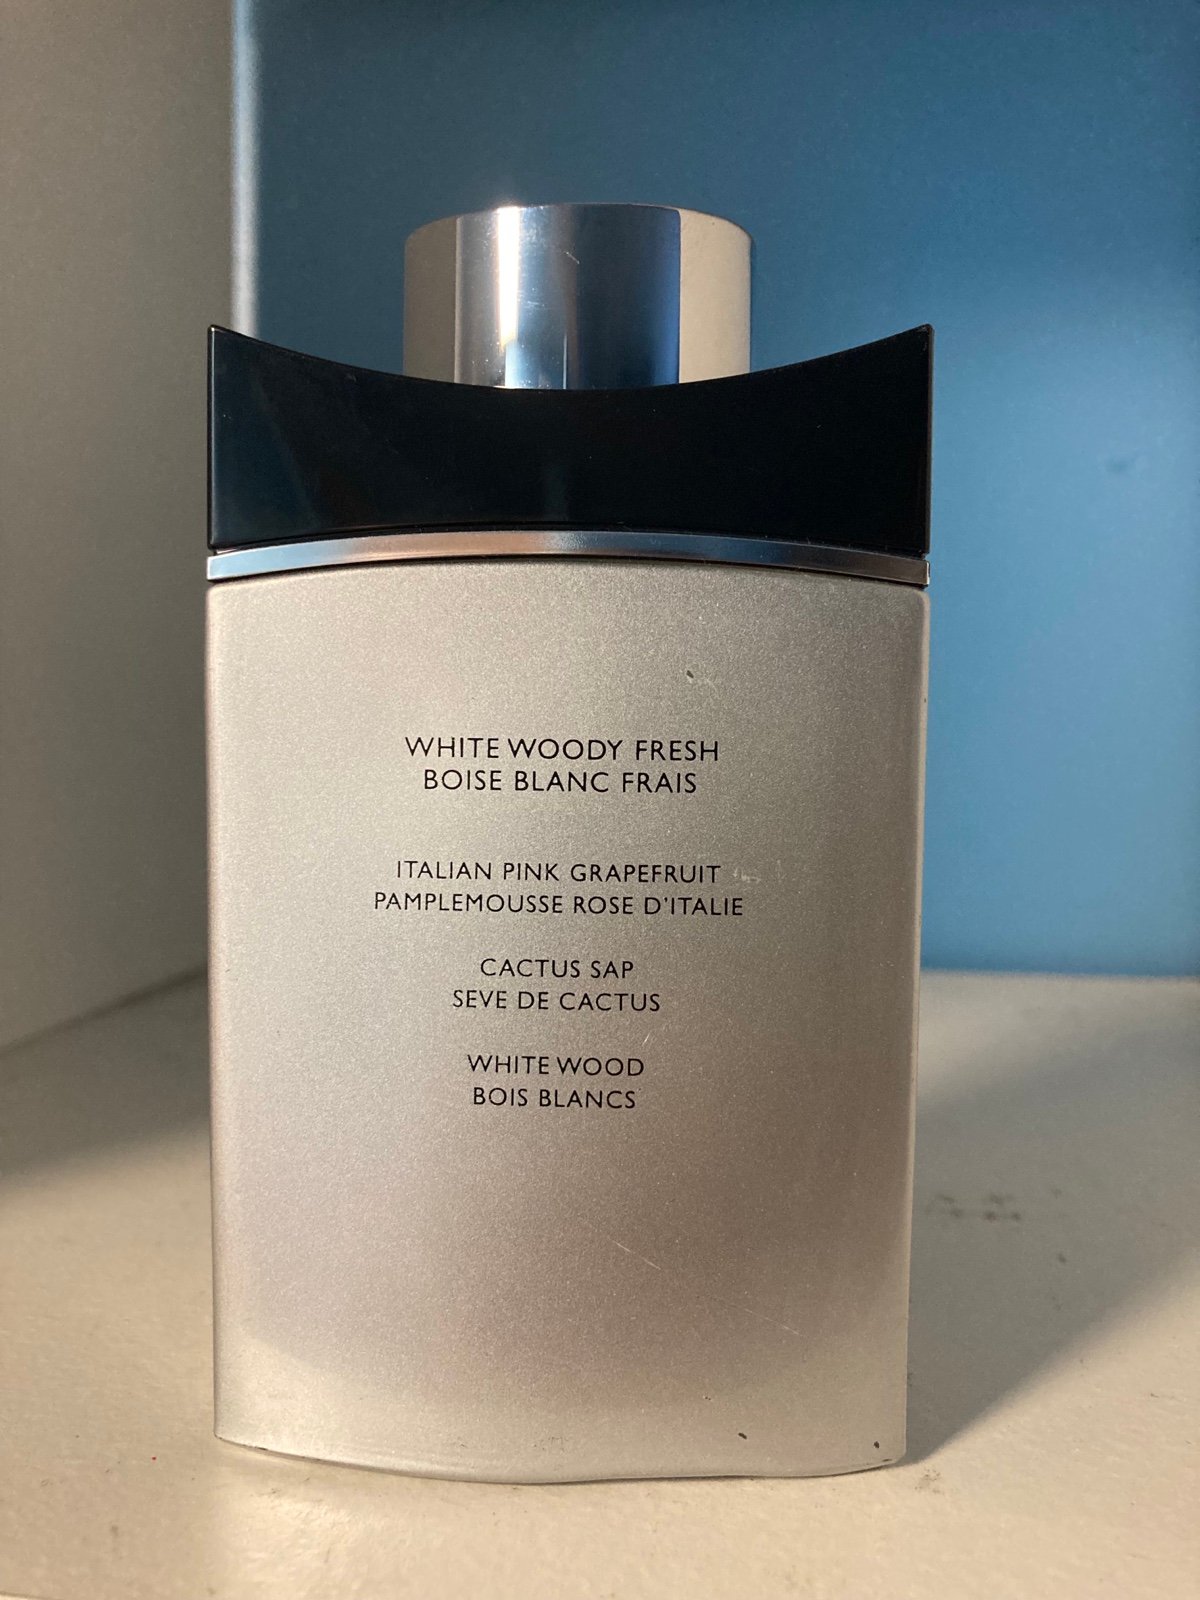 WHITE WOODY FRESH
BOISE BLANC FRAIS
ITALIAN PINK GRAPEFRUIT
PAMPLEMOUSSE ROSE D'ITALIE
CACTUS SAP
SEVE DE CACTUS
WHITE WOOD
BOIS BLANCS